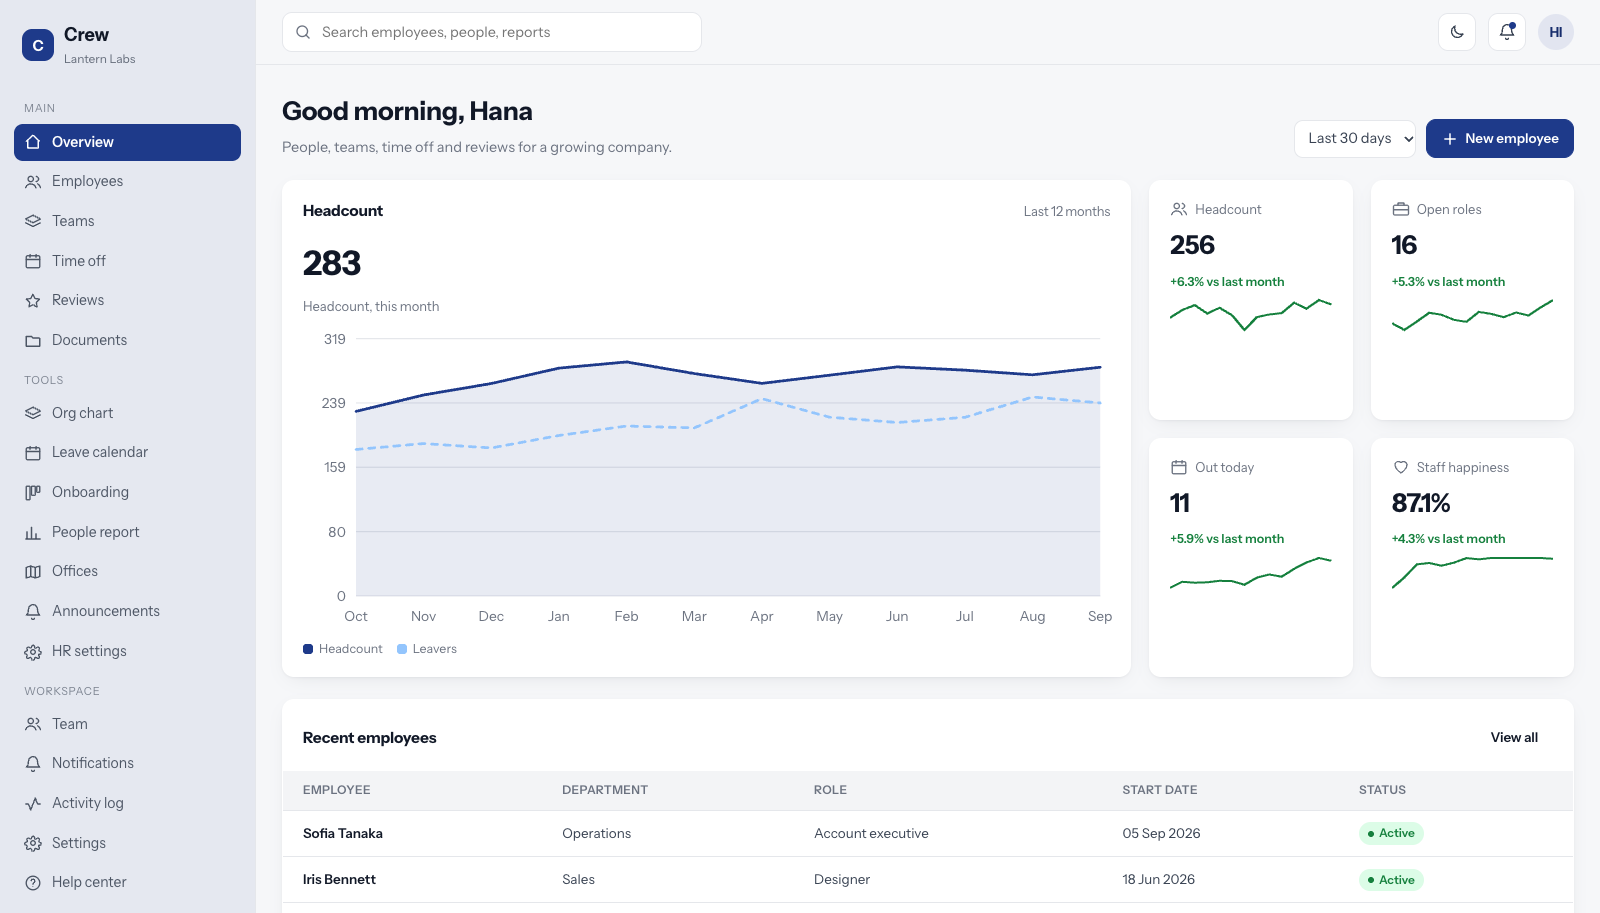 C
Crew
Lantern Labs
MAIN
Overview
Employees
Teams
Time off
Reviews
Documents
TOOLS
Org chart
Leave calendar
Onboarding
People report
Offices
Announcements
HR settings
WORKSPACE
Team
Notifications
Activity log
Settings
Help center
Search employees, people, reports
HI
Good morning, Hana
People, teams, time off and reviews for a growing company.
Last 30 days
New employee
Headcount
Last 12 months
283
Headcount, this month
319
239
159
80
0
Oct Nov Dec Jan Feb Mar Apr May Jun Jul Aug Sep
Headcount Leavers
Headcount
256
+6.3% vs last month
Open roles
16
+5.3% vs last month
Out today
11
+5.9% vs last month
Staff happiness
87.1%
+4.3% vs last month
Recent employees
View all
EMPLOYEE DEPARTMENT ROLE START DATE STATUS
Sofia Tanaka Operations Account executive 05 Sep 2026 Active
Iris Bennett Sales Designer 18 Jun 2026 Active